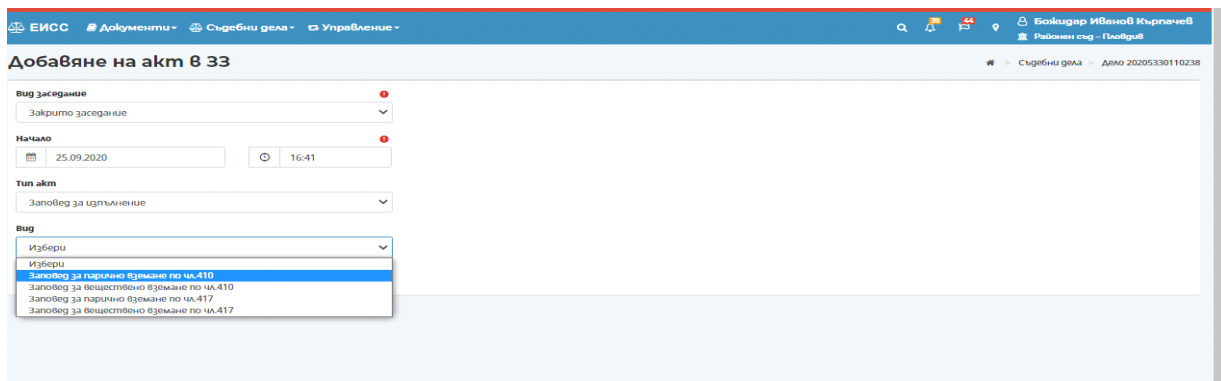 ЕИСС Документи Съдебни дела Управление 39 44 Божидар Иванов Кърпачев
Районен съд – Пловдив
Добавяне на акт в ЗЗ
> Съдебни дела > Дело 20205330110238
Вид заседание
Закрито заседание
Начало
25.09.2020 16:41
Тип акт
Заповед за изпълнение
Вид
Избери
Избери
Заповед за парично вземане по чл.410
Заповед за веществено вземане по чл.410
Заповед за парично вземане по чл.417
Заповед за веществено вземане по чл.417